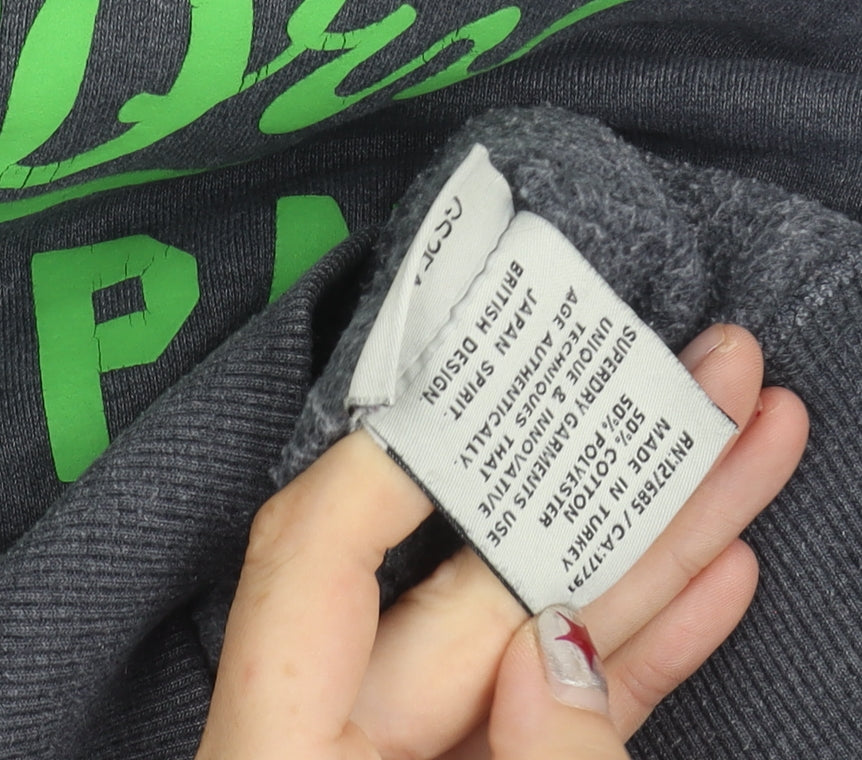 Dry
P
RN:127685 / CA:17791
MADE IN TURKEY
50% COTTON
50% POLYESTER
SUPERDRY GARMENTS USE
UNIQUE & INNOVATIVE
TECHNIQUES THAT
AGE AUTHENTICALLY.
JAPAN SPIRIT.
BRITISH DESIGN.